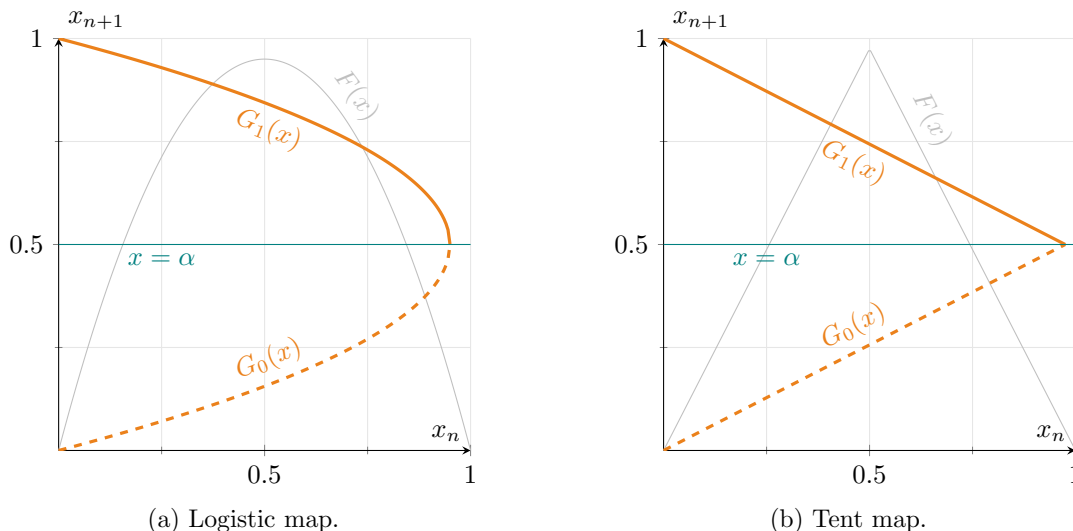 x_{n+1}
1
F(x)
G_1(x)
0.5
x = α
G_0(x)
x_n
0.5
1
(a) Logistic map.
x_{n+1}
1
F(x)
G_1(x)
0.5
x = α
G_0(x)
x_n
0.5
1
(b) Tent map.